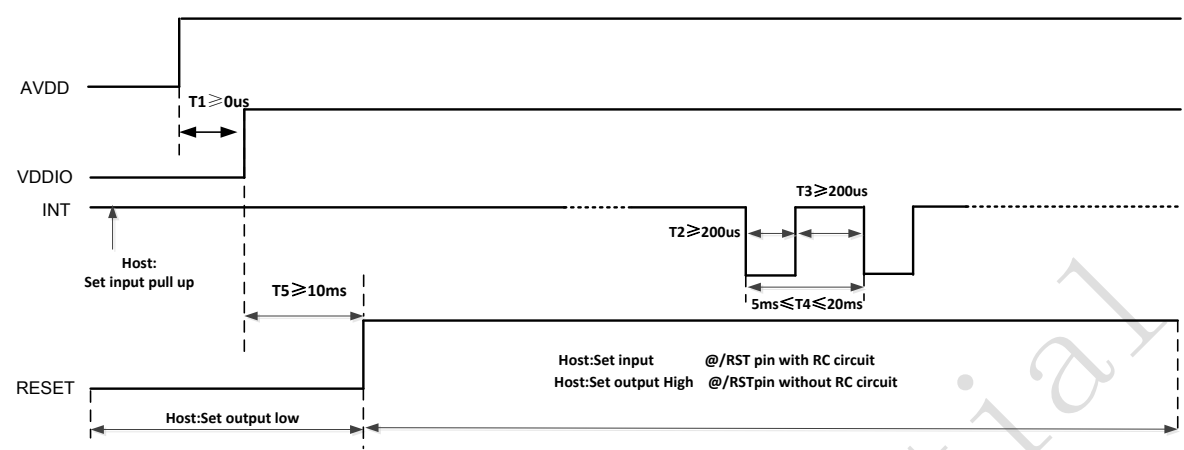 AVDD
T1≥0us
VDDIO
T3≥200us
INT
T2≥200us
Host:
Set input pull up
T5≥10ms
5ms≤T4≤20ms
Host:Set input @/RST pin with RC circuit
Host:Set output High @/RSTpin without RC circuit
RESET
Host:Set output low
tial